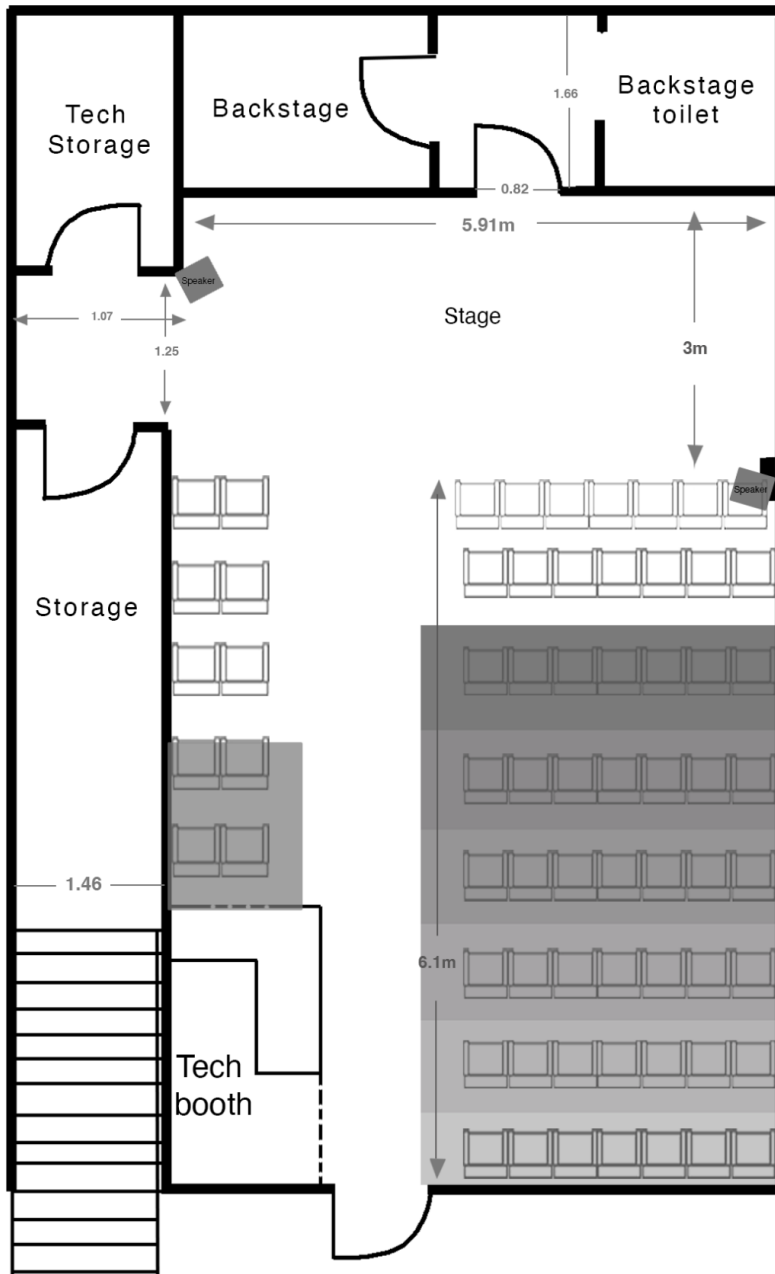 Tech
Storage
Backstage
1.66
Backstage
toilet
0.82
5.91m
Speaker
Stage
1.07
1.25
3m
Speaker
Storage
1.46
6.1m
Tech
booth